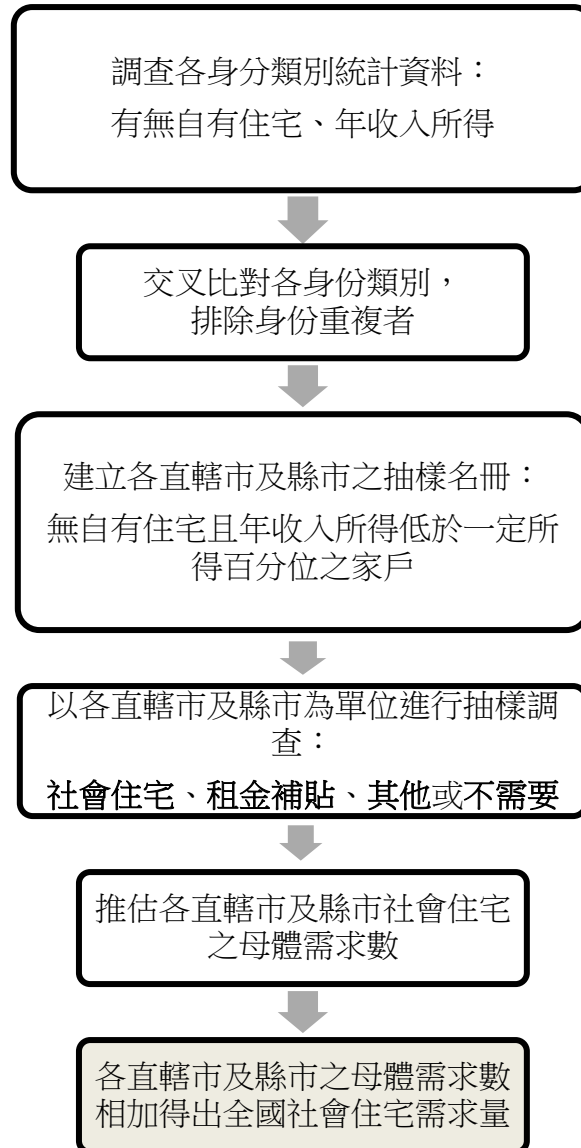 調查各身分類別統計資料：
有無自有住宅、年收入所得
交叉比對各身份類別，
排除身份重複者
建立各直轄市及縣市之抽樣名冊：
無自有住宅且年收入所得低於一定所
得百分位之家戶
以各直轄市及縣市為單位進行抽樣調
查：
社會住宅、租金補貼、其他或不需要
推估各直轄市及縣市社會住宅
之母體需求數
各直轄市及縣市之母體需求數
相加得出全國社會住宅需求量